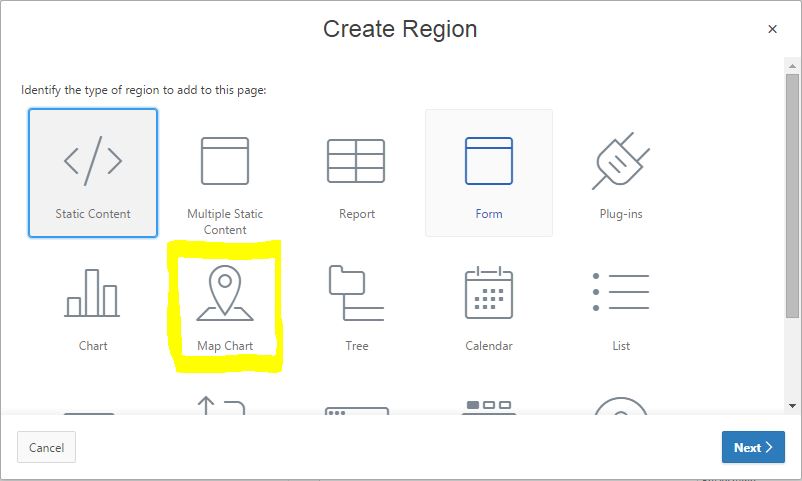 Create Region
Identify the type of region to add to this page:
Static Content
Multiple Static
Content
Report
Form
Plug-ins
Chart
Map Chart
Tree
Calendar
List
Cancel
Next